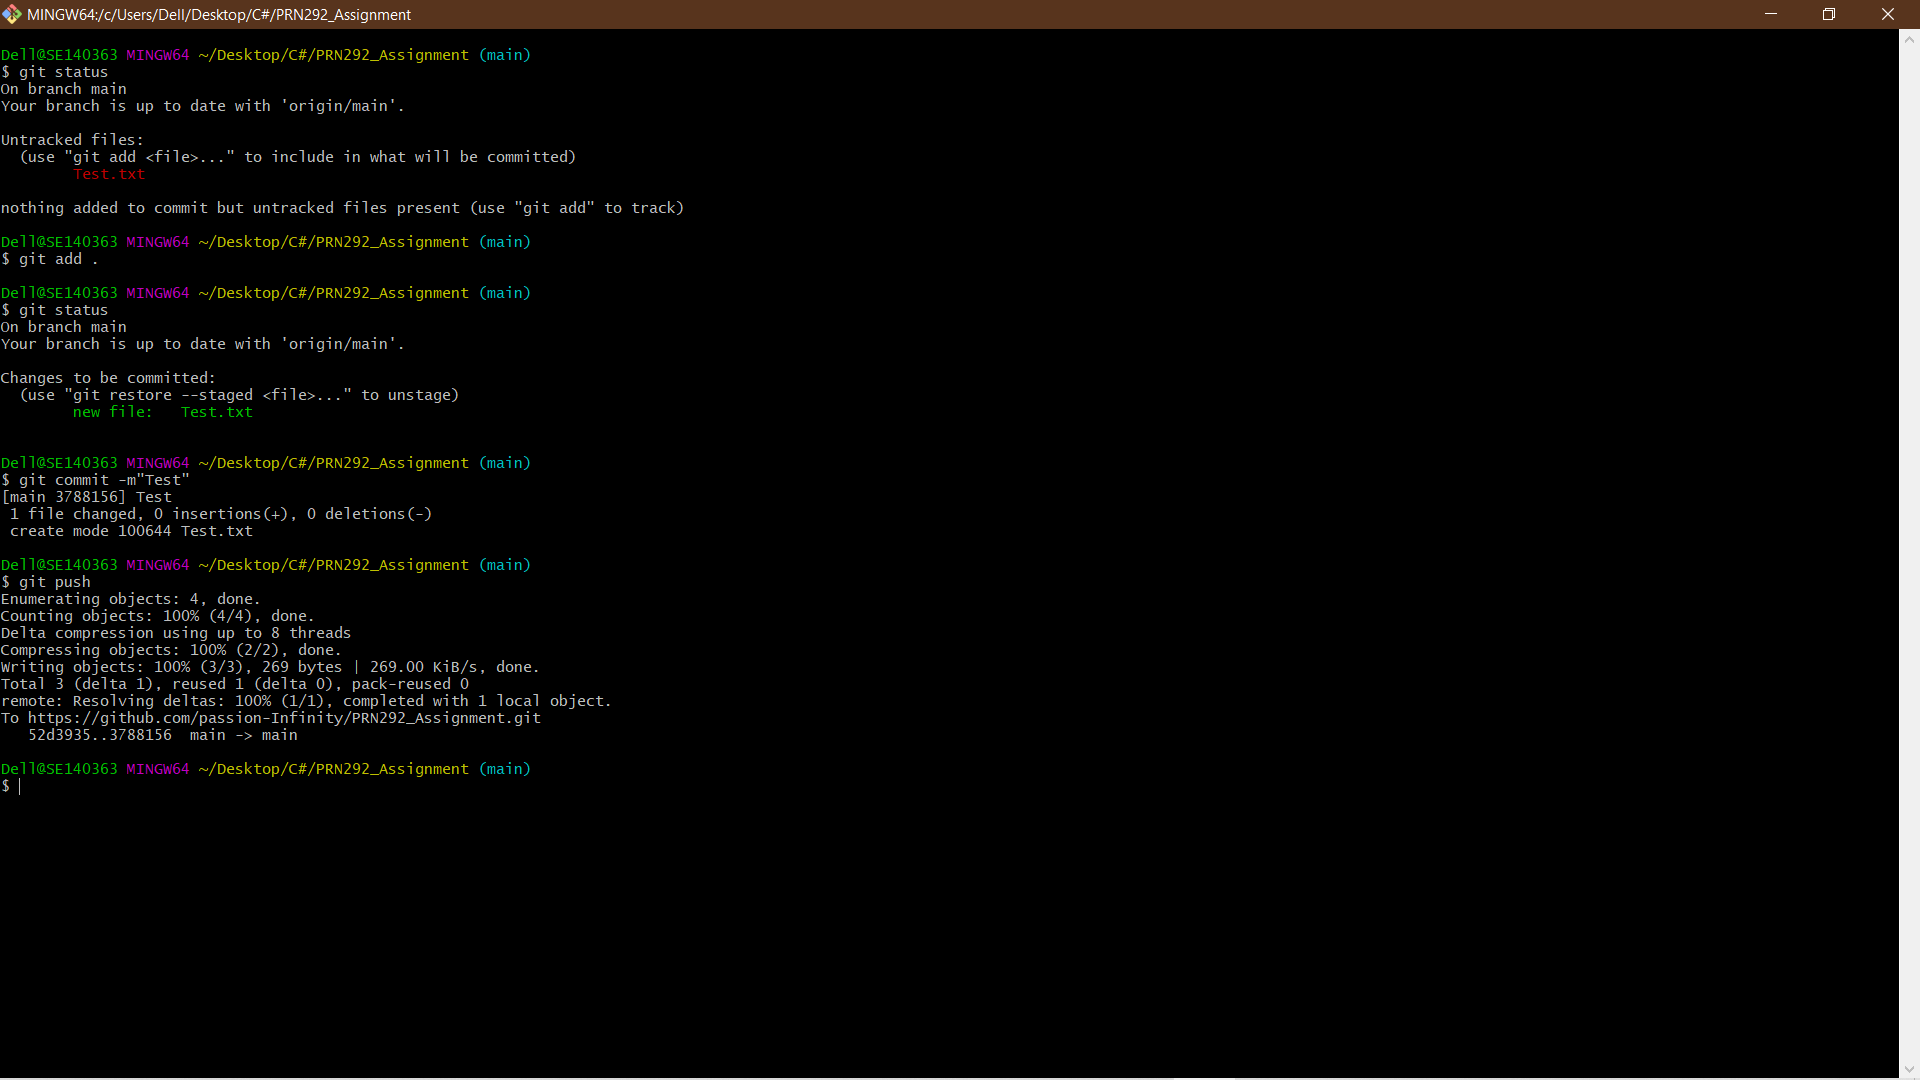 MINGW64:/c/Users/Dell/Desktop/C#/PRN292_Assignment
Dell@SE140363 MINGW64 ~/Desktop/C#/PRN292_Assignment (main)
$ git status
On branch main
Your branch is up to date with 'origin/main'.
Untracked files:
(use "git add <file>..." to include in what will be committed)
Test.txt
nothing added to commit but untracked files present (use "git add" to track)
Dell@SE140363 MINGW64 ~/Desktop/C#/PRN292_Assignment (main)
$ git add .
Dell@SE140363 MINGW64 ~/Desktop/C#/PRN292_Assignment (main)
$ git status
On branch main
Your branch is up to date with 'origin/main'.
Changes to be committed:
(use "git restore --staged <file>..." to unstage)
new file:   Test.txt
Dell@SE140363 MINGW64 ~/Desktop/C#/PRN292_Assignment (main)
$ git commit -m"Test"
[main 3788156] Test
1 file changed, 0 insertions(+), 0 deletions(-)
create mode 100644 Test.txt
Dell@SE140363 MINGW64 ~/Desktop/C#/PRN292_Assignment (main)
$ git push
Enumerating objects: 4, done.
Counting objects: 100% (4/4), done.
Delta compression using up to 8 threads
Compressing objects: 100% (2/2), done.
Writing objects: 100% (3/3), 269 bytes | 269.00 KiB/s, done.
Total 3 (delta 1), reused 1 (delta 0), pack-reused 0
remote: Resolving deltas: 100% (1/1), completed with 1 local object.
To https://github.com/passion-Infinity/PRN292_Assignment.git
52d3935..3788156  main -> main
Dell@SE140363 MINGW64 ~/Desktop/C#/PRN292_Assignment (main)
$